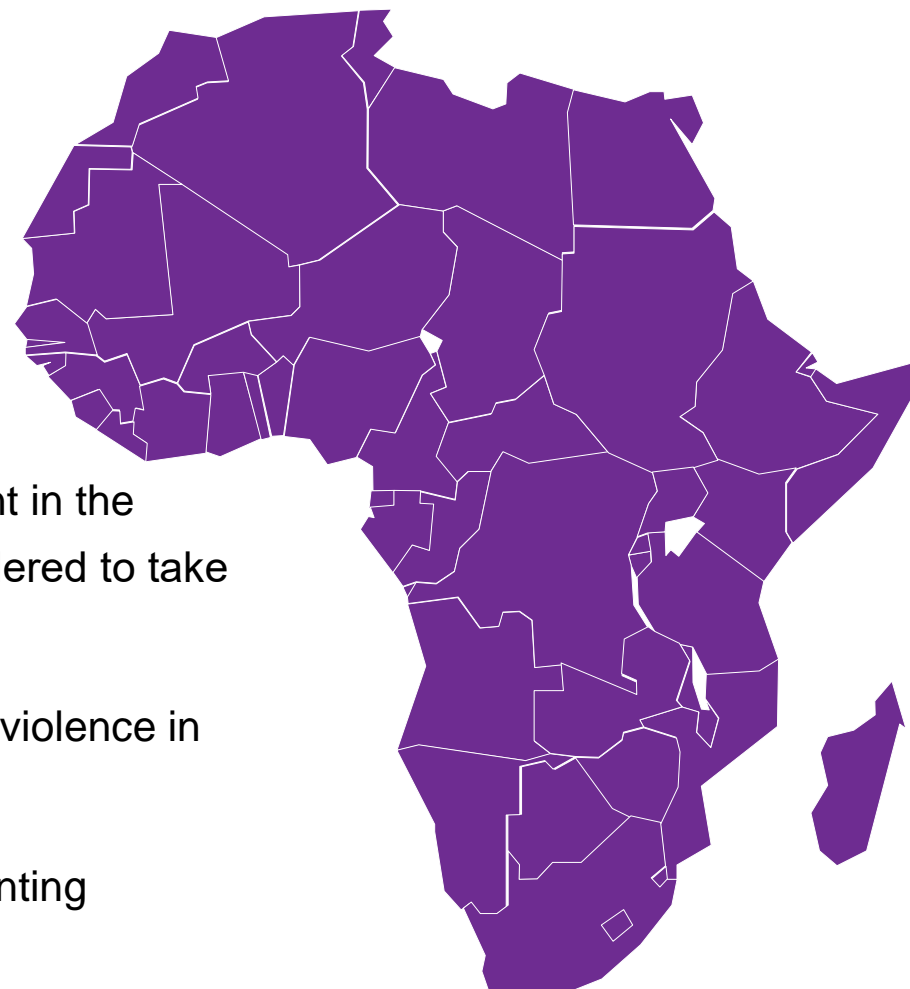 nt in the
ered to take
violence in
nting